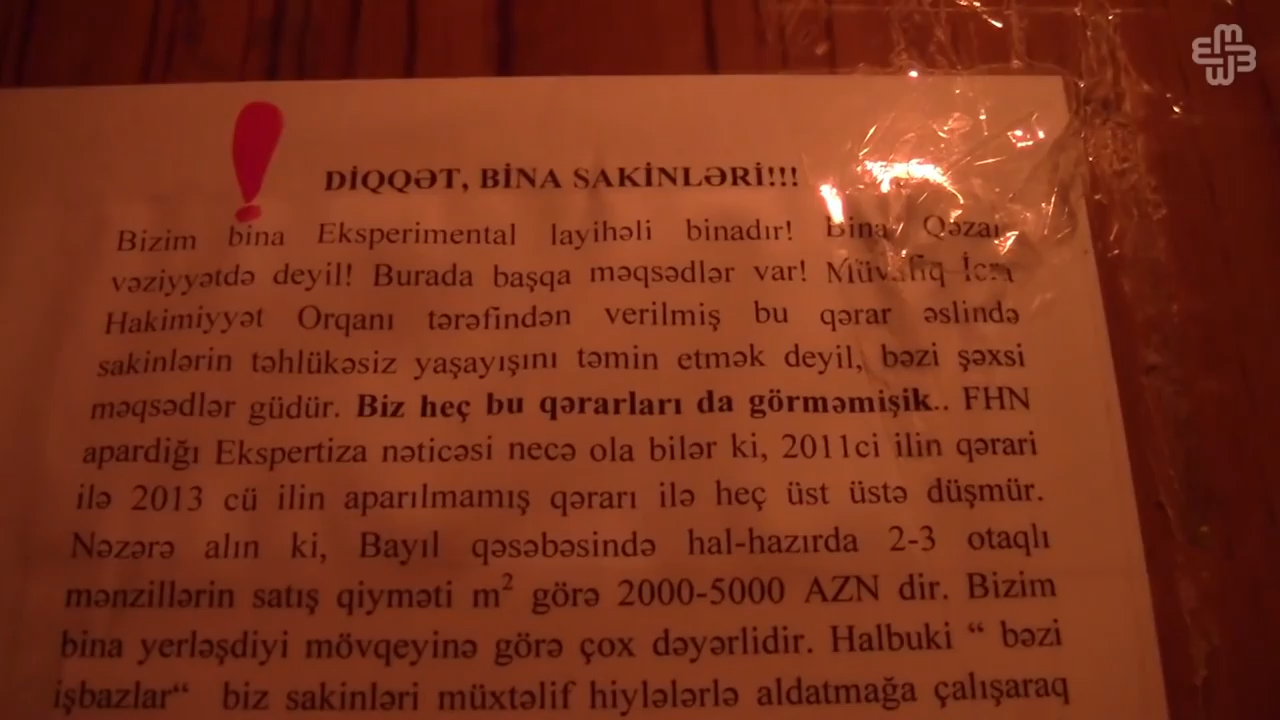 DİQQƏT, BİNA SAKİNLƏRİ!!!
Bizim bina Eksperimental layihəli binadır! Bina Qəzalı
vəziyyətdə deyil! Burada başqa məqsədlər var! Müvafiq İcra
Hakimiyyət Orqanı tərəfindən verilmiş bu qərar əslində
sakinlərin təhlükəsiz yaşayışını təmin etmək deyil, bəzi şəxsi
məqsədlər güdür. Biz heç bu qərarları da görməmişik.. FHN
apardığı Ekspertiza nəticəsi necə ola bilər ki, 2011ci ilin qərari
ilə 2013 cü ilin aparılmamış qərarı ilə heç üst üstə düşmür.
Nəzərə alın ki, Bayıl qəsəbəsində hal-hazırda 2-3 otaqlı
mənzillərin satış qiyməti m² görə 2000-5000 AZN dir. Bizim
bina yerləşdiyi mövqeyinə görə çox dəyərlidir. Halbuki “ bəzi
işbazlar“ biz sakinləri müxtəlif hiylələrlə aldatmağa çalışaraq